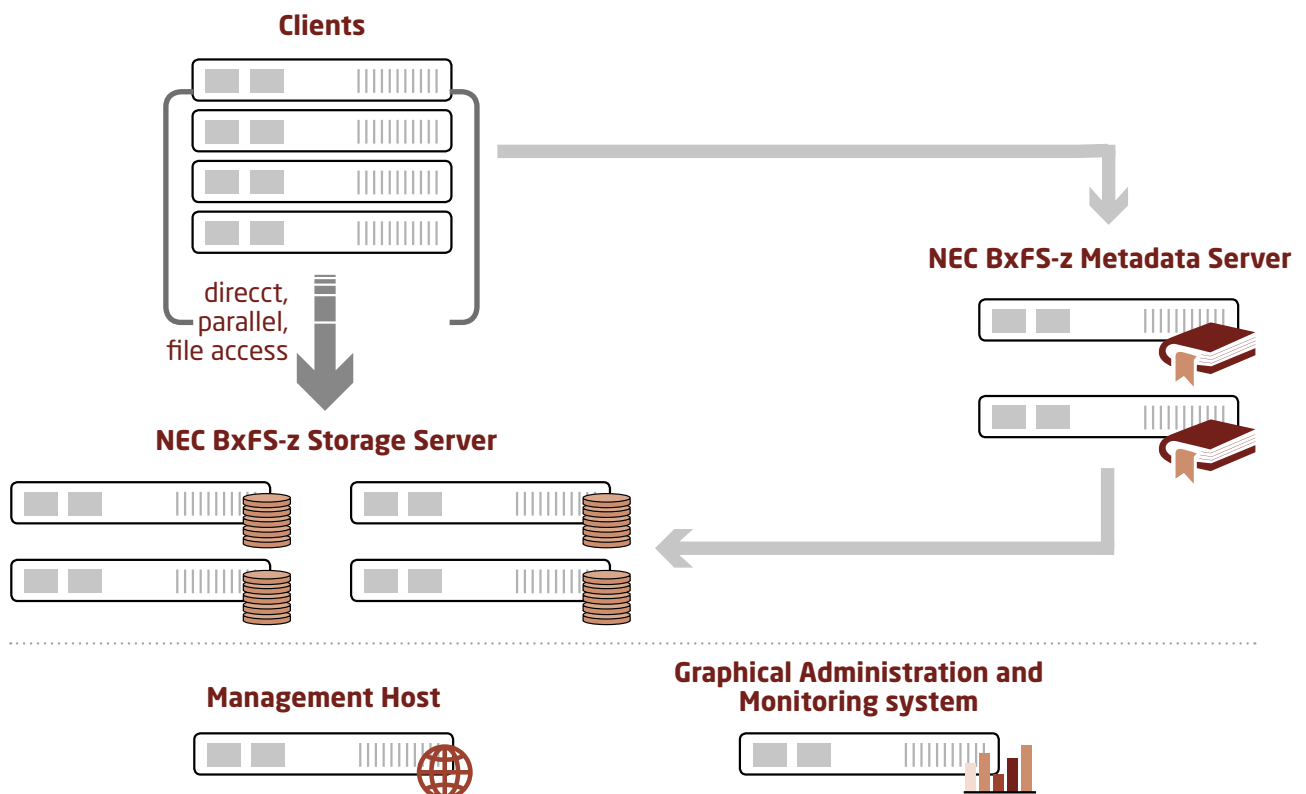 Clients
direcct,
parallel,
file access
NEC BxFS-z Metadada Server
NEC BxFS-z Storage Server
Management Host
Graphical Administration and
Monitoring system